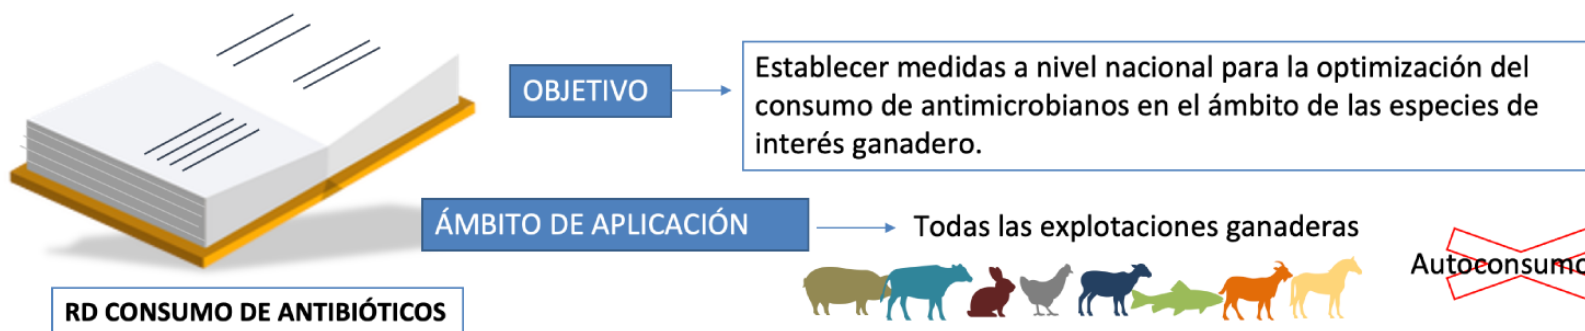 OBJETIVO
Establecer medidas a nivel nacional para la optimización del
consumo de antimicrobianos en el ámbito de las especies de
interés ganadero.
ÁMBITO DE APLICACIÓN
Todas las explotaciones ganaderas
Autoconsumo
RD CONSUMO DE ANTIBIÓTICOS